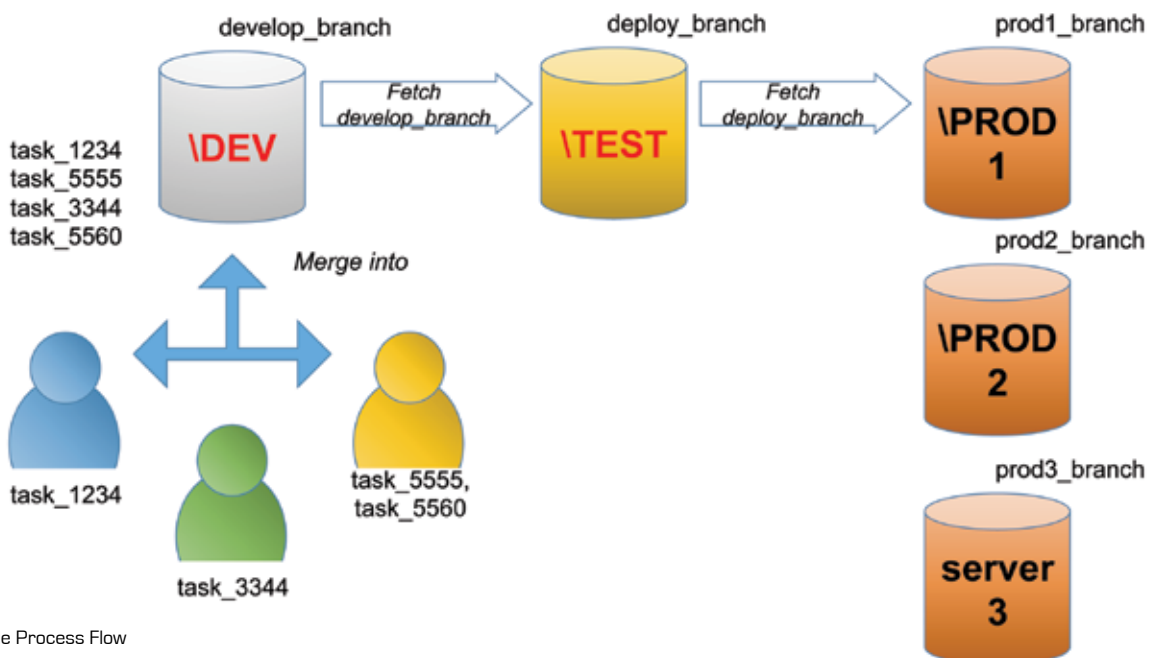 develop_branch
deploy_branch
prod1_branch
\DEV
Fetch
develop_branch
\TEST
Fetch
deploy_branch
\PROD
1
task_1234
task_5555
task_3344
task_5560
prod2_branch
Merge into
\PROD
2
task_1234
task_3344
task_5555,
task_5560
prod3_branch
server
3
e Process Flow